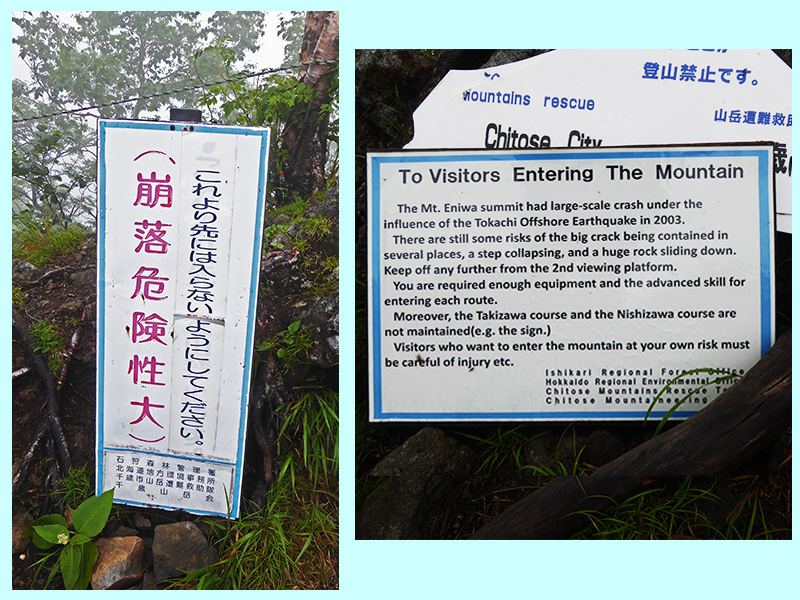 これより先には入らないようにしてください。
（崩落危険性大）
石狩森林管理署
北海道地方環境事務所
千歳市山岳遭難救助隊
千歳山岳会
登山禁止です。
mountains rescue
山岳遭難救助
Chitose City
To Visitors Entering The Mountain
The Mt. Eniwa summit had large-scale crash under the
influence of the Tokachi Offshore Earthquake in 2003.
There are still some risks of the big crack being contained in
several places, a step collapsing, and a huge rock sliding down.
Keep off any further from the 2nd viewing platform.
You are required enough equipment and the advanced skill for
entering each route.
Moreover, the Takizawa course and the Nishizawa course are
not maintained(e.g. the sign.)
Visitors who want to enter the mountain at your own risk must
be careful of injury etc.
Ishikari Regional Forest Office
Hokkaido Regional Environmental Office
Chitose Mountains Rescue
Chitose Mountaineering